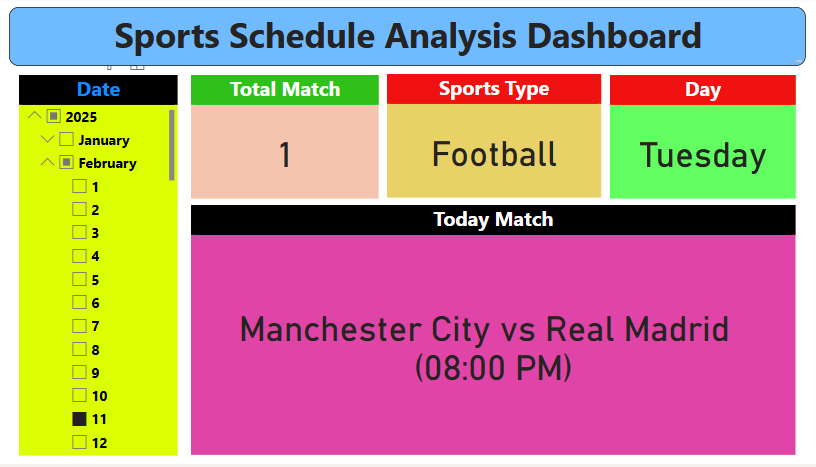 Sports Schedule Analysis Dashboard
Date
2025
January
February
1
2
3
4
5
6
7
8
9
10
11
12
Total Match
1
Sports Type
Football
Day
Tuesday
Today Match
Manchester City vs Real Madrid
(08:00 PM)